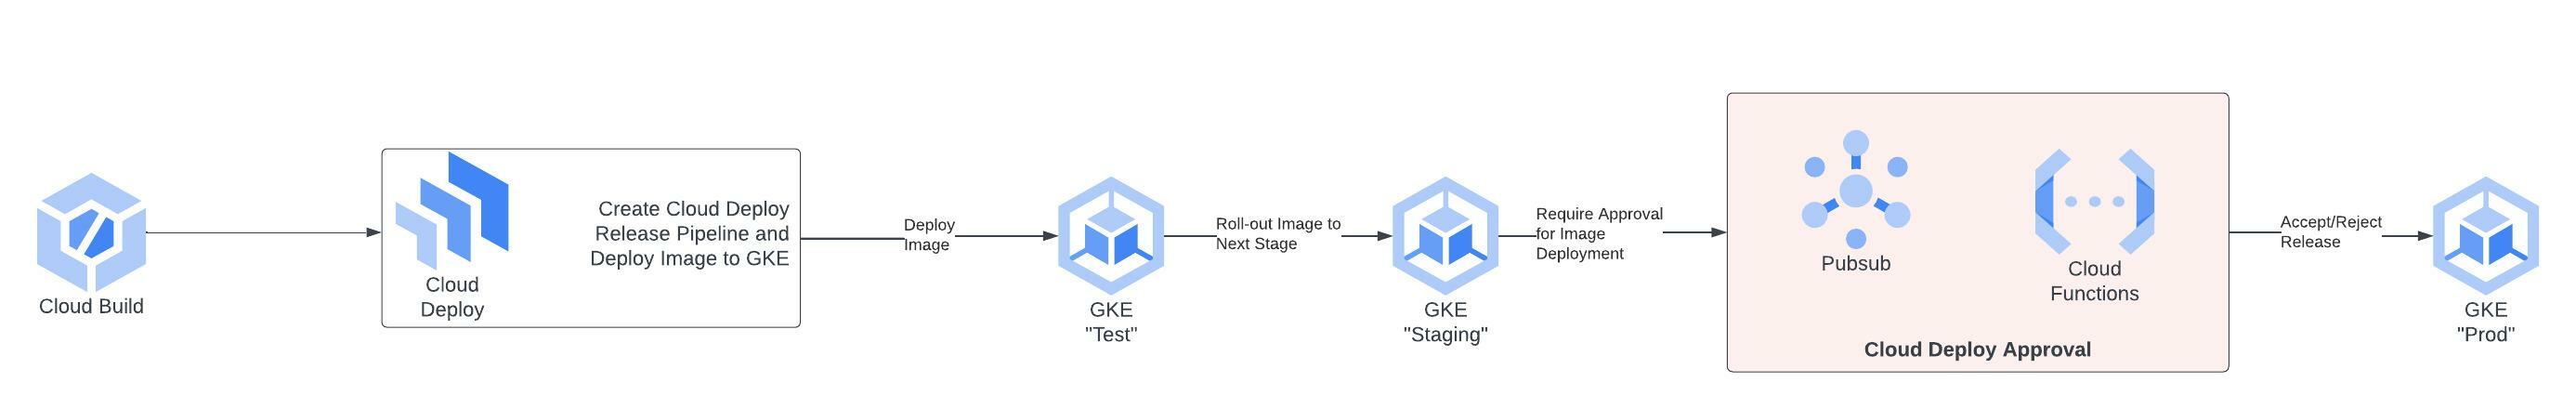 Cloud Build
Cloud
Deploy
Create Cloud Deploy
Release Pipeline and
Deploy Image to GKE
Deploy
Image
GKE
"Test"
Roll-out Image to
Next Stage
GKE
"Staging"
Require Approval
for Image
Deployment
Pubsub
Cloud
Functions
Cloud Deploy Approval
Accept/Reject
Release
GKE
"Prod"